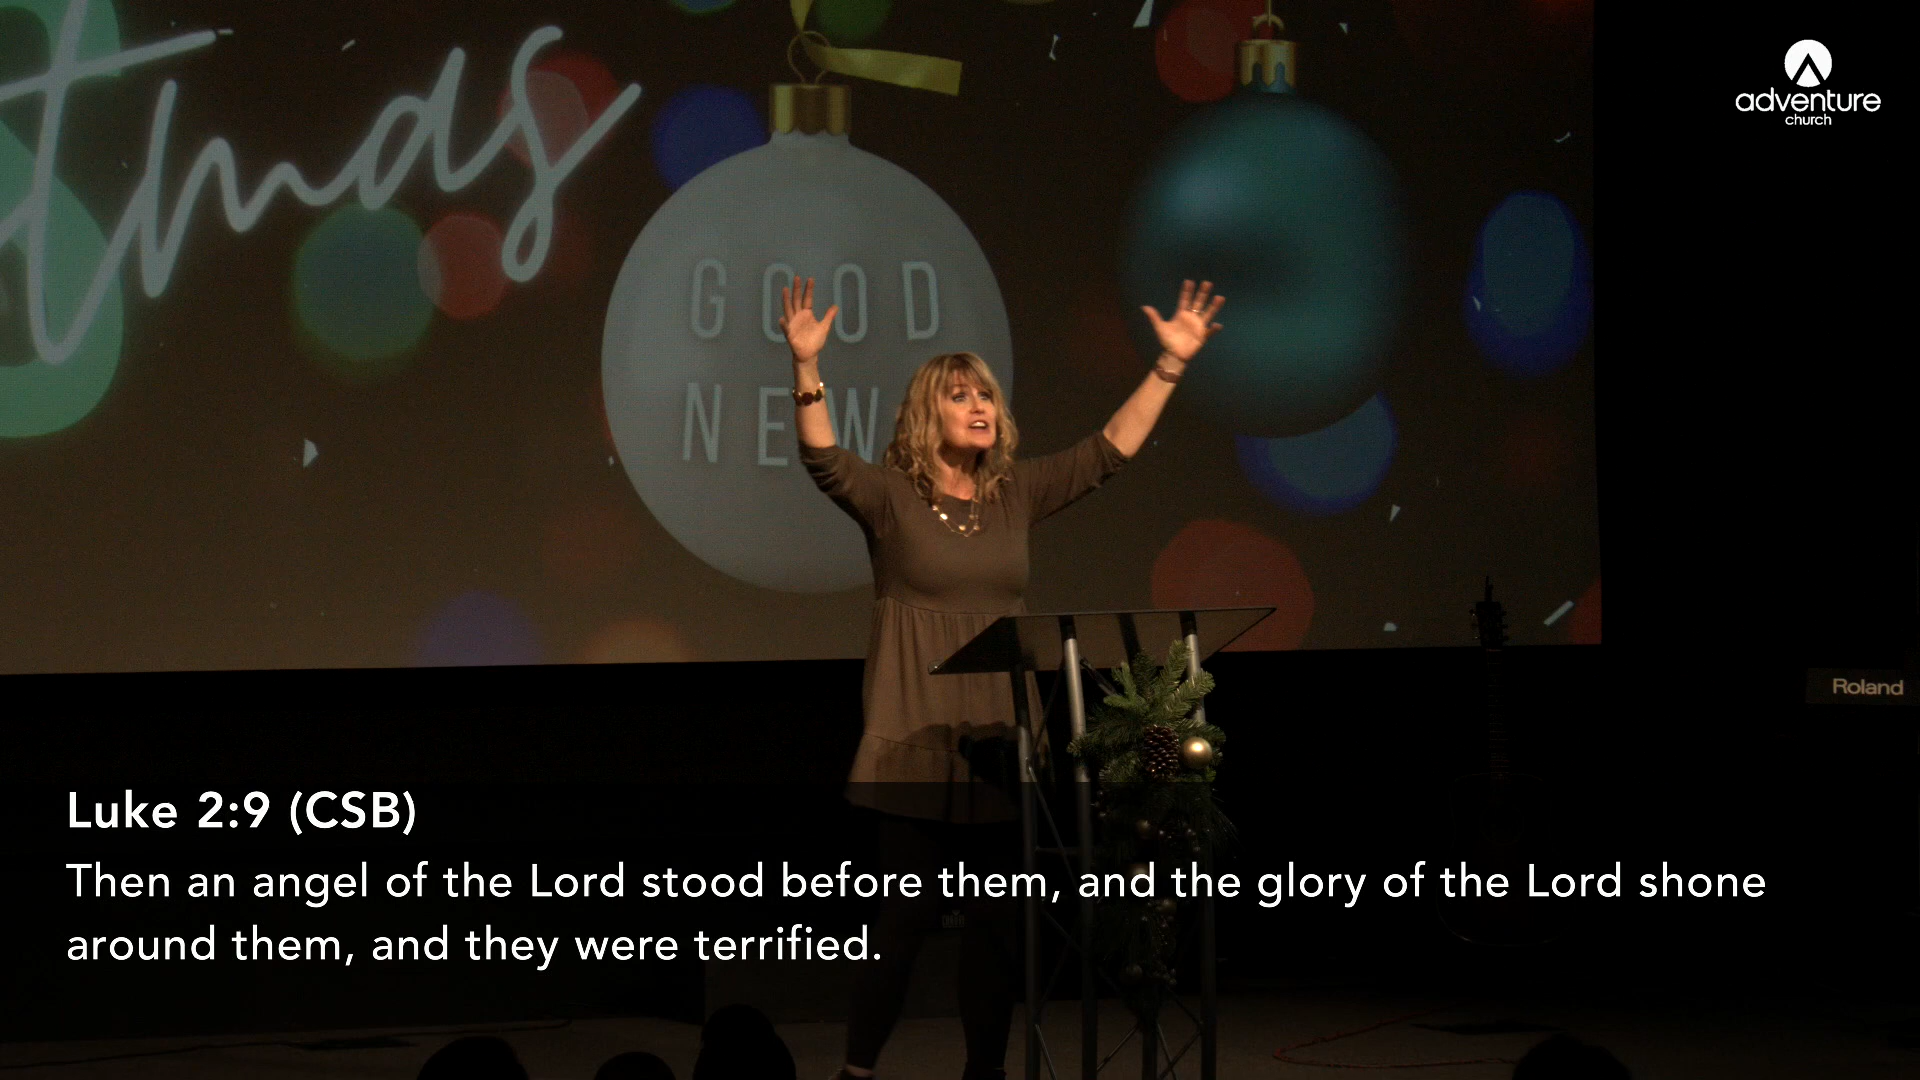 tmas
GOOD
NEW
adventure
church
Roland
Luke 2:9 (CSB)
Then an angel of the Lord stood before them, and the glory of the Lord shone
around them, and they were terrified.